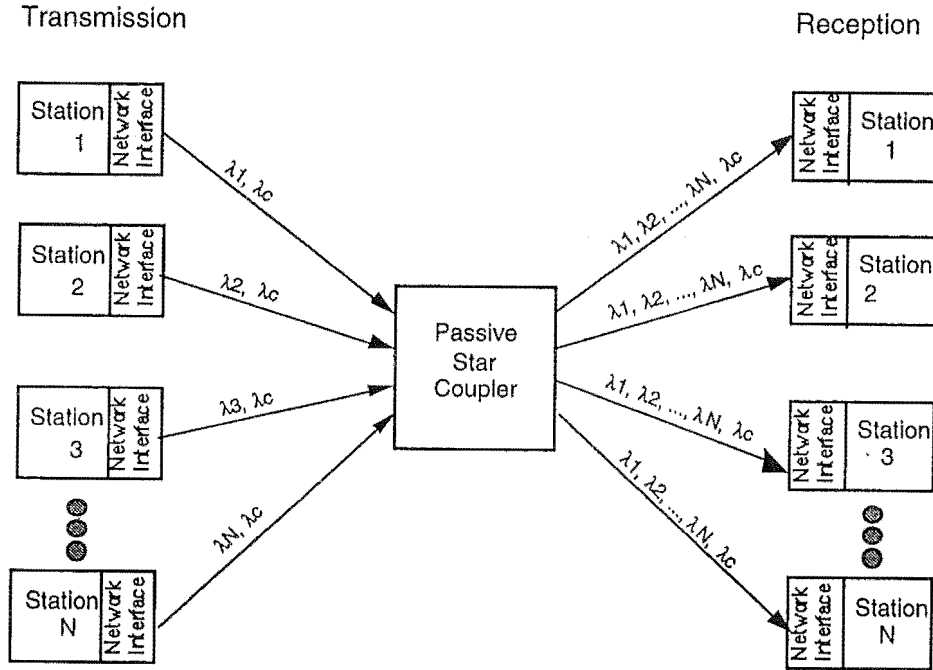 Transmission
Reception
Station
1
Network
Interface
λ1, λc
λ1, λ2, ..., λN, λc
Network
Interface
Station
1
Station
2
Network
Interface
λ2, λc
λ1, λ2, ..., λN, λc
Network
Interface
Station
2
Passive
Star
Coupler
Station
3
Network
Interface
λ3, λc
λ1, λ2, ..., λN, λc
Network
Interface
Station
3
Station
N
Network
Interface
λN, λc
λ1, λ2, ..., λN, λc
Network
Interface
Station
N